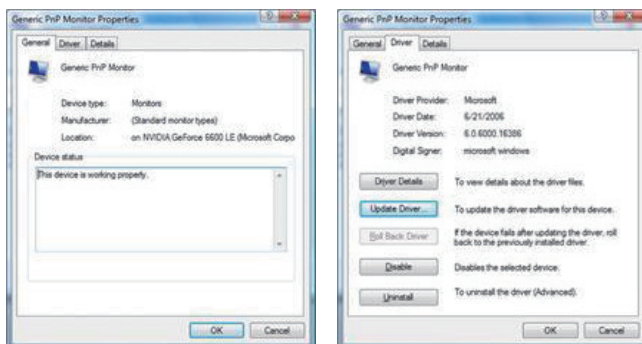 Generic PnP Monitor Properties
General Driver Details
Generic PnP Monitor
Device type: Monitors
Manufacturer: (Standard monitor types)
Location: on NVIDIA GeForce 6600 LE (Microsoft Corpo
Device status
This device is working properly.
OK Cancel
Generic PnP Monitor Properties
General Driver Details
Generic PnP Monitor
Driver Provider: Microsoft
Driver Date: 6/21/2006
Driver Version: 6.0.6000.16386
Digital Signer: microsoft windows
Driver Details To view details about the driver files.
Update Driver... To update the driver software for this device.
Roll Back Driver If the device fails after updating the driver, roll
back to the previously installed driver.
Disable Disables the selected device.
Uninstall To uninstall the driver (Advanced).
OK Cancel